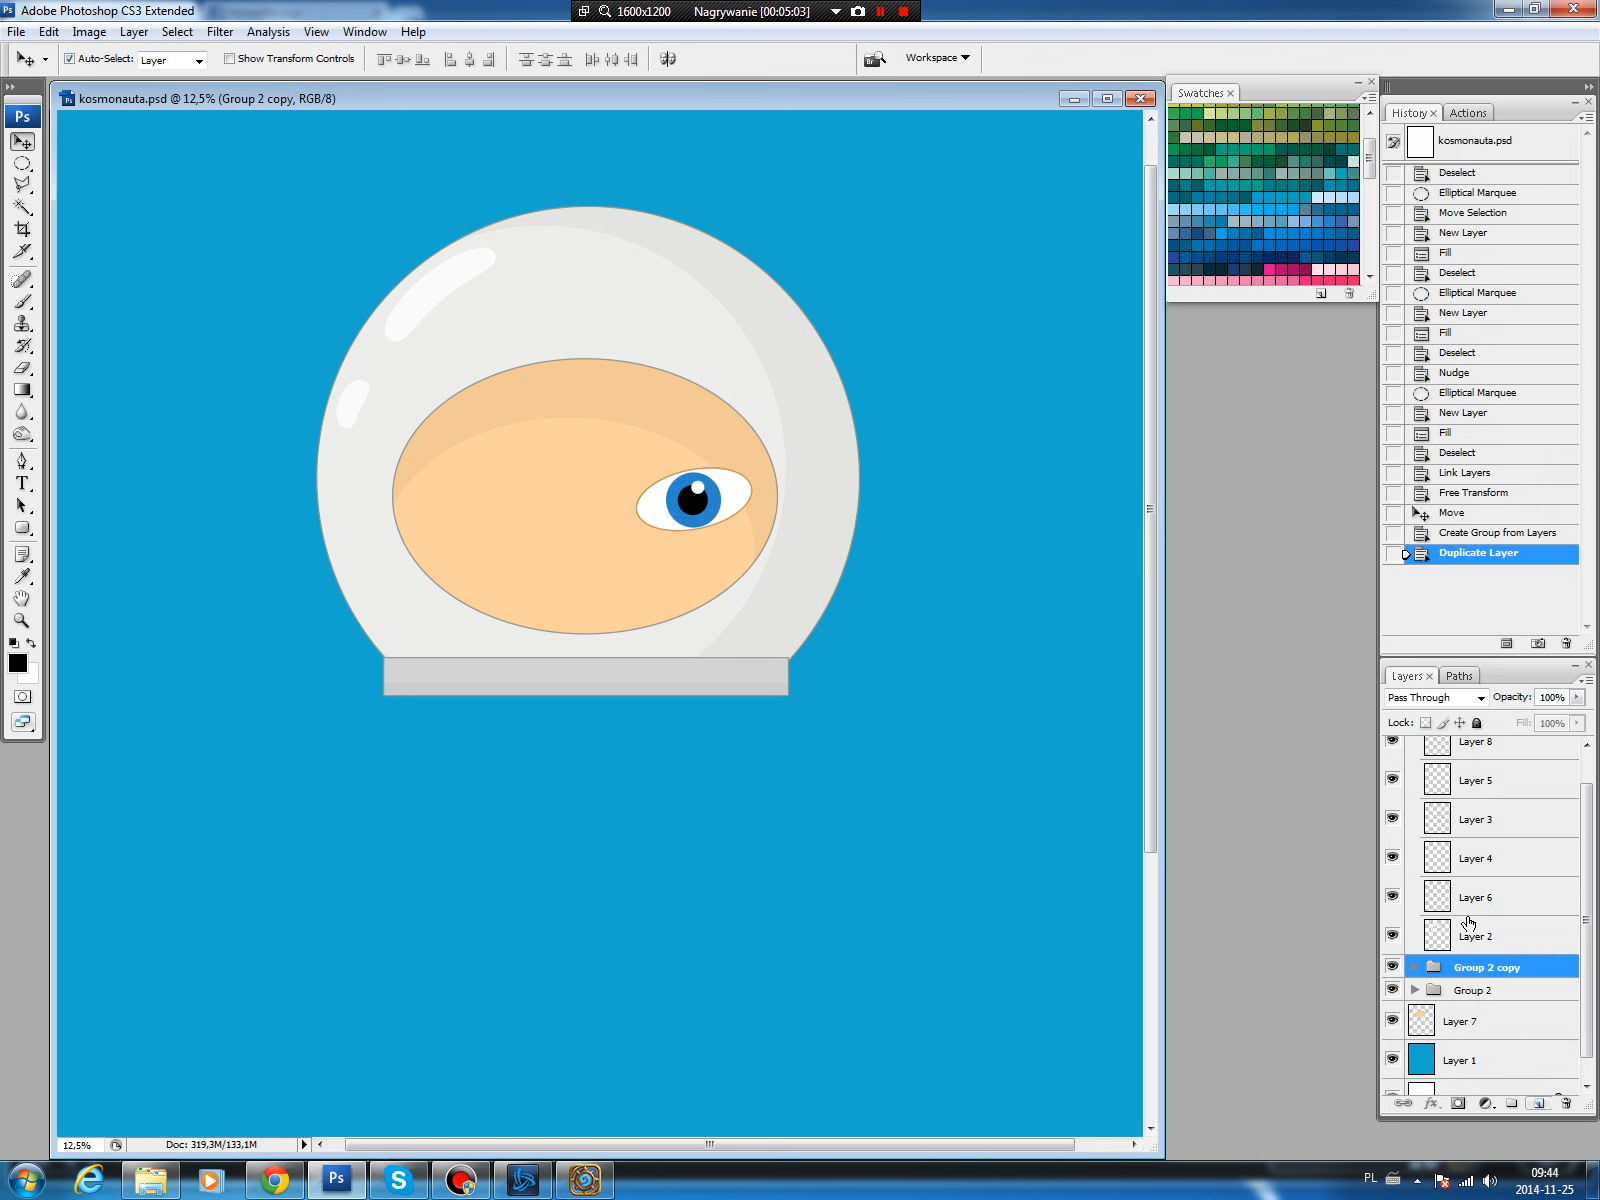 Adobe Photoshop CS3 Extended
1600x1200 Nagrywanie [00:05:03]
File Edit Image Layer Select Filter Analysis View Window Help
Auto-Select: Layer Show Transform Controls Workspace
kosmonauta.psd @ 12,5% (Group 2 copy, RGB/8)
Ps
T
Swatches
History Actions
kosmonauta.psd
Deselect
Elliptical Marquee
Move Selection
New Layer
Fill
Deselect
Elliptical Marquee
New Layer
Fill
Deselect
Nudge
Elliptical Marquee
New Layer
Fill
Deselect
Link Layers
Free Transform
Move
Create Group from Layers
Duplicate Layer
Layers Paths
Pass Through Opacity: 100%
Lock: Fill: 100%
Layer 8
Layer 5
Layer 3
Layer 4
Layer 6
Layer 2
Group 2 copy
Group 2
Layer 7
Layer 1
12,5% Doc: 319,3M/133,1M
Ps
PL
09:44
2014-11-25